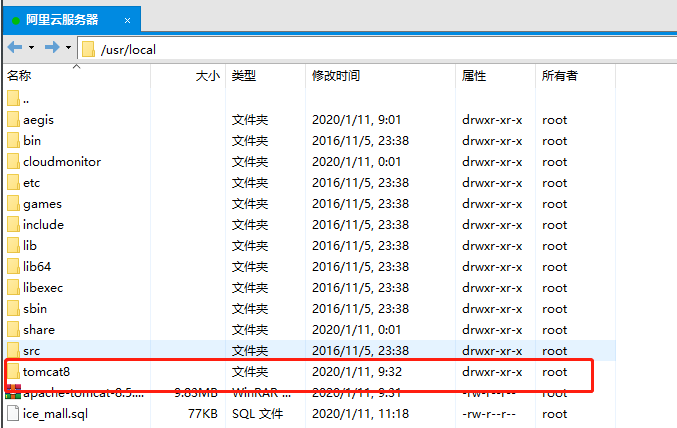 阿里云服务器 ×
/usr/local
名称 大小 类型 修改时间 属性 所有者
..
aegis 文件夹 2020/1/11, 9:01 drwxr-xr-x root
bin 文件夹 2016/11/5, 23:38 drwxr-xr-x root
cloudmonitor 文件夹 2020/1/11, 0:01 drwxr-xr-x root
etc 文件夹 2016/11/5, 23:38 drwxr-xr-x root
games 文件夹 2016/11/5, 23:38 drwxr-xr-x root
include 文件夹 2016/11/5, 23:38 drwxr-xr-x root
lib 文件夹 2016/11/5, 23:38 drwxr-xr-x root
lib64 文件夹 2016/11/5, 23:38 drwxr-xr-x root
libexec 文件夹 2016/11/5, 23:38 drwxr-xr-x root
sbin 文件夹 2016/11/5, 23:38 drwxr-xr-x root
share 文件夹 2020/1/11, 0:01 drwxr-xr-x root
src 文件夹 2016/11/5, 23:38 drwxr-xr-x root
tomcat8 文件夹 2020/1/11, 9:32 drwxr-xr-x root
apache-tomcat-8.5.... 9.83MB WinRAR ... 2020/1/11, 9:31 -rw-r--r-- root
ice_mall.sql 77KB SQL 文件 2020/1/11, 11:18 -rw-r--r-- root